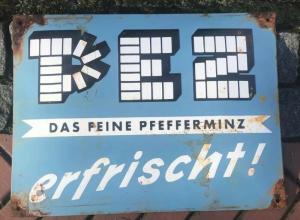 PEZ
DAS FEINE PFEFFERMINZ
erfrischt!